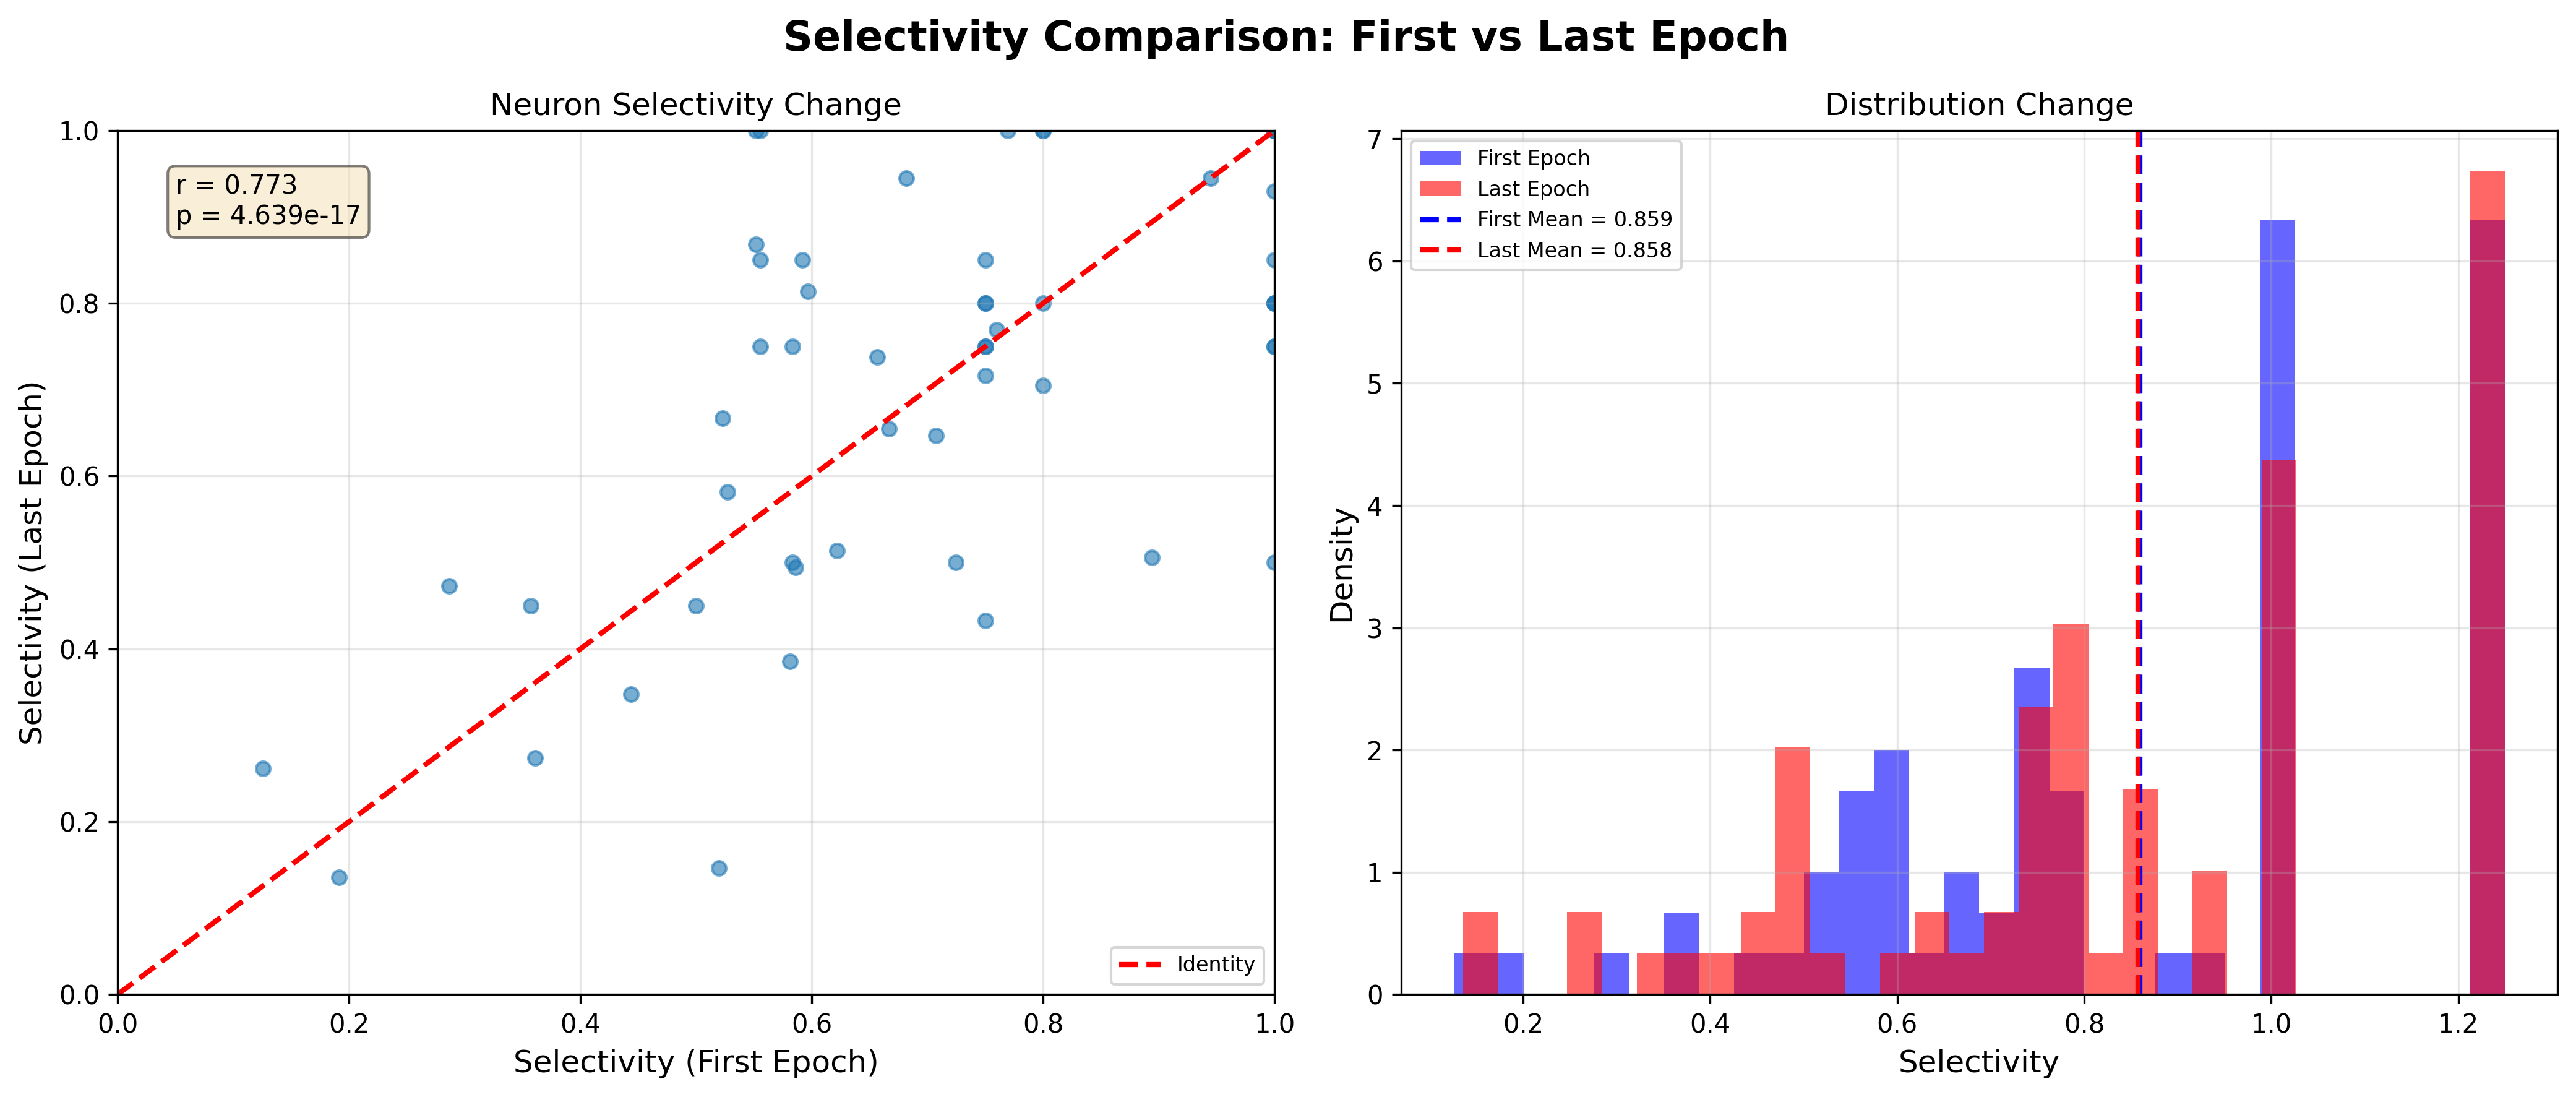 Selectivity Comparison: First vs Last Epoch
Neuron Selectivity Change
r = 0.773
p = 4.639e-17
Selectivity (Last Epoch)
1.0
0.8
0.6
0.4
0.2
0.0
0.0 0.2 0.4 0.6 0.8 1.0
Selectivity (First Epoch)
Identity
Distribution Change
First Epoch
Last Epoch
First Mean = 0.859
Last Mean = 0.858
Density
7
6
5
4
3
2
1
0
0.2 0.4 0.6 0.8 1.0 1.2
Selectivity